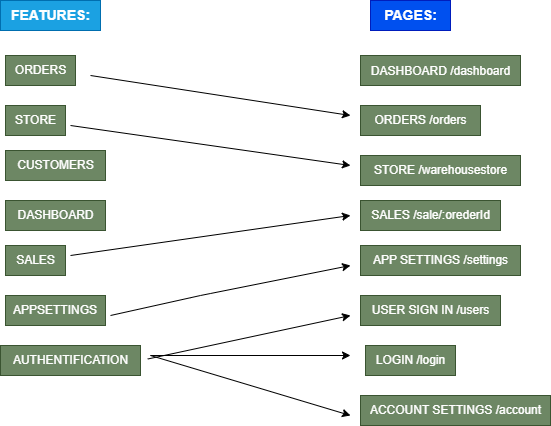 FEATURES:
ORDERS
STORE
CUSTOMERS
DASHBOARD
SALES
APPSETTINGS
AUTHENTIFICATION
PAGES:
DASHBOARD /dashboard
ORDERS /orders
STORE /warehousestore
SALES /sale/:orederId
APP SETTINGS /settings
USER SIGN IN /users
LOGIN /login
ACCOUNT SETTINGS /account